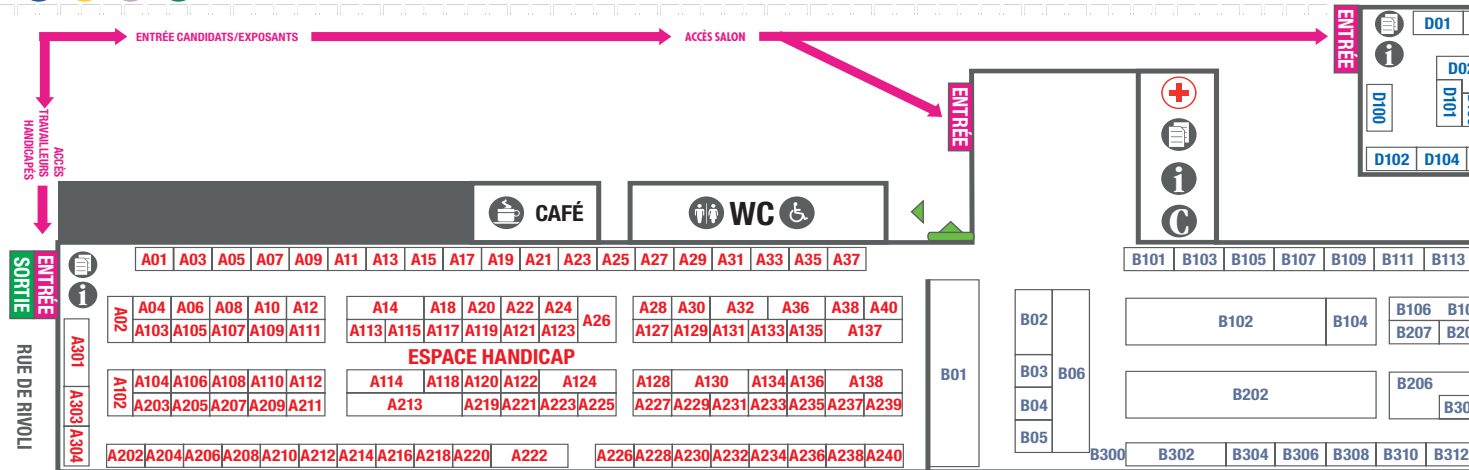 ENTRÉE CANDIDATS/EXPOSANTS
ACCÈS SALON
ENTRÉE
D01
D100
D101
D102 D104
ACCÈS
TRAVAILLEURS
HANDICAPÉS
ENTRÉE
CAFÉ
WC
i
C
i
SORTIE
ENTRÉE
i
RUE DE RIVOLI
A01 A03 A05 A07 A09 A11 A13 A15 A17 A19 A21 A23 A25 A27 A29 A31 A33 A35 A37
A02
A04 A06 A08 A10 A12 A14 A18 A20 A22 A24 A26 A28 A30 A32 A36 A38 A40
A103 A105 A107 A109 A111 A113 A115 A117 A119 A121 A123 A127 A129 A131 A133 A135 A137
ESPACE HANDICAP
A301
A303
A304
A102
A104 A106 A108 A110 A112 A114 A118 A120 A122 A124 A128 A130 A134 A136 A138
A203 A205 A207 A209 A211 A213 A219 A221 A223 A225 A227 A229 A231 A233 A235 A237 A239
A202 A204 A206 A208 A210 A212 A214 A216 A218 A220 A222 A226 A228 A230 A232 A234 A236 A238 A240
B01
B02
B03
B04
B05
B06
B101 B103 B105 B107 B109 B111 B113
B102 B104 B106
B207
B202 B206
B300 B302 B304 B306 B308 B310 B312